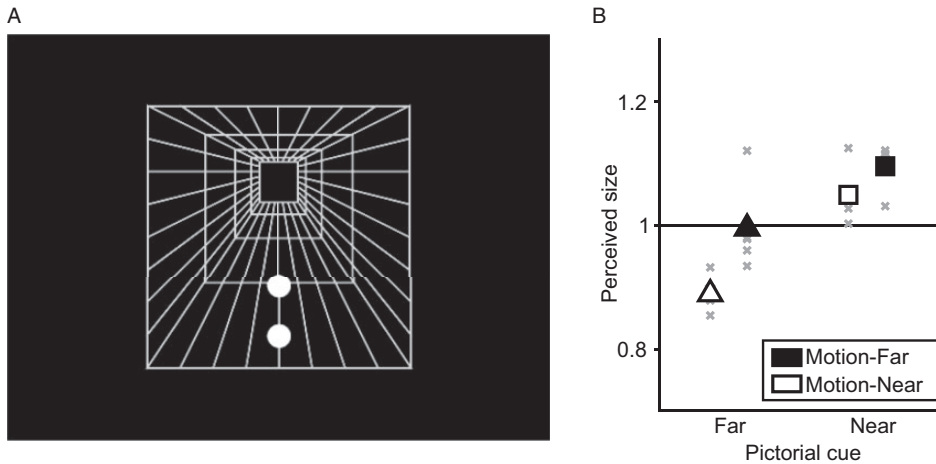 A
B
1.2
1
0.8
Perceived size
Motion-Far
Motion-Near
Far
Near
Pictorial cue